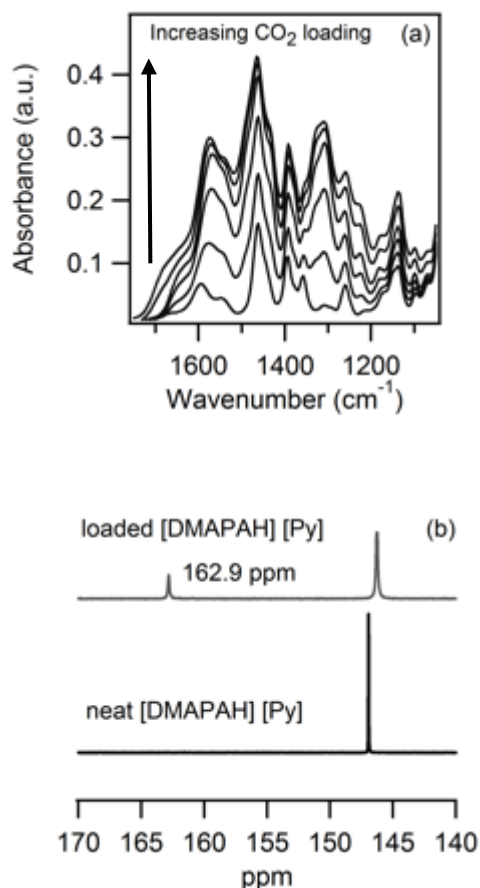 Increasing CO₂ loading (a)
Absorbance (a.u.)
0.4
0.3
0.2
0.1
1600 1400 1200
Wavenumber (cm⁻¹)
loaded [DMAPAH] [Py] (b)
162.9 ppm
neat [DMAPAH] [Py]
170 165 160 155 150 145 140
ppm